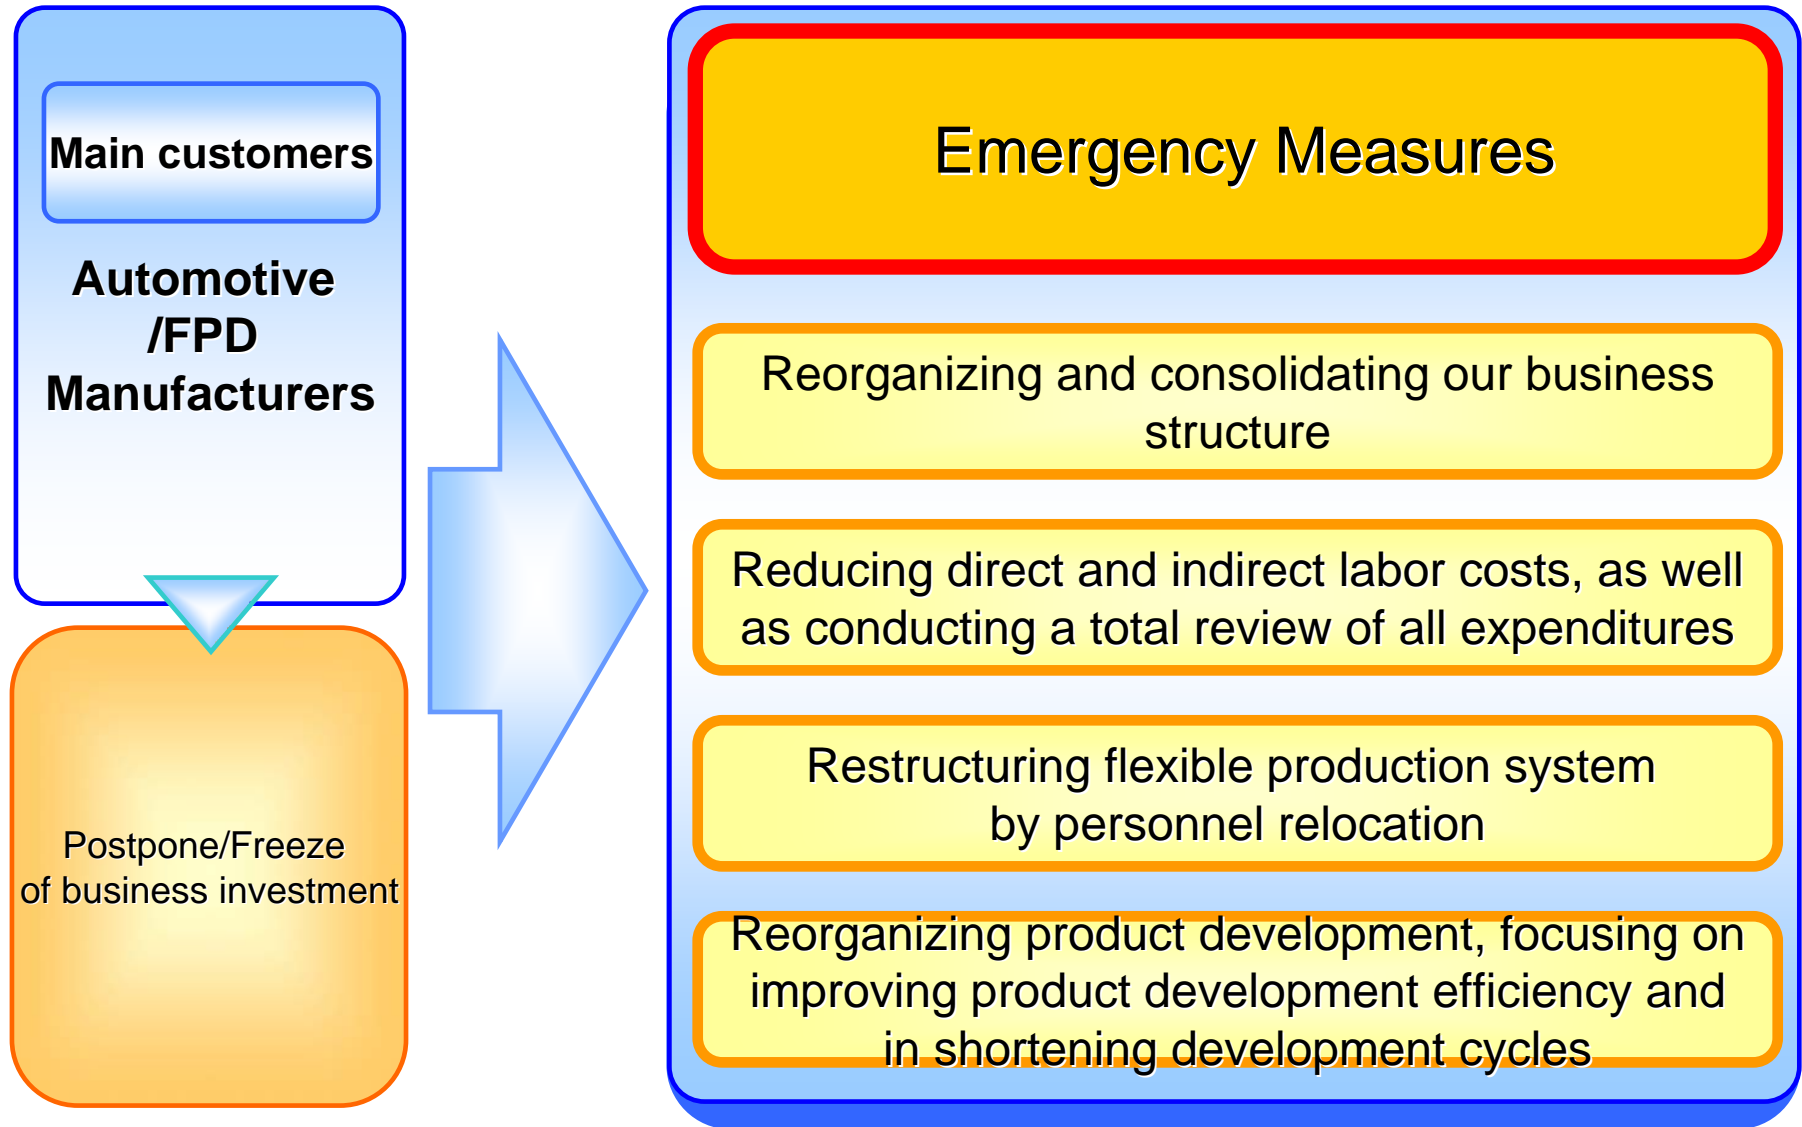 Main customers
Automotive
/FPD
Manufacturers
Postpone/Freeze
of business investment
Emergency Measures
Reorganizing and consolidating our business
structure
Reducing direct and indirect labor costs, as well
as conducting a total review of all expenditures
Restructuring flexible production system
by personnel relocation
Reorganizing product development, focusing on
improving product development efficiency and
in shortening development cycles